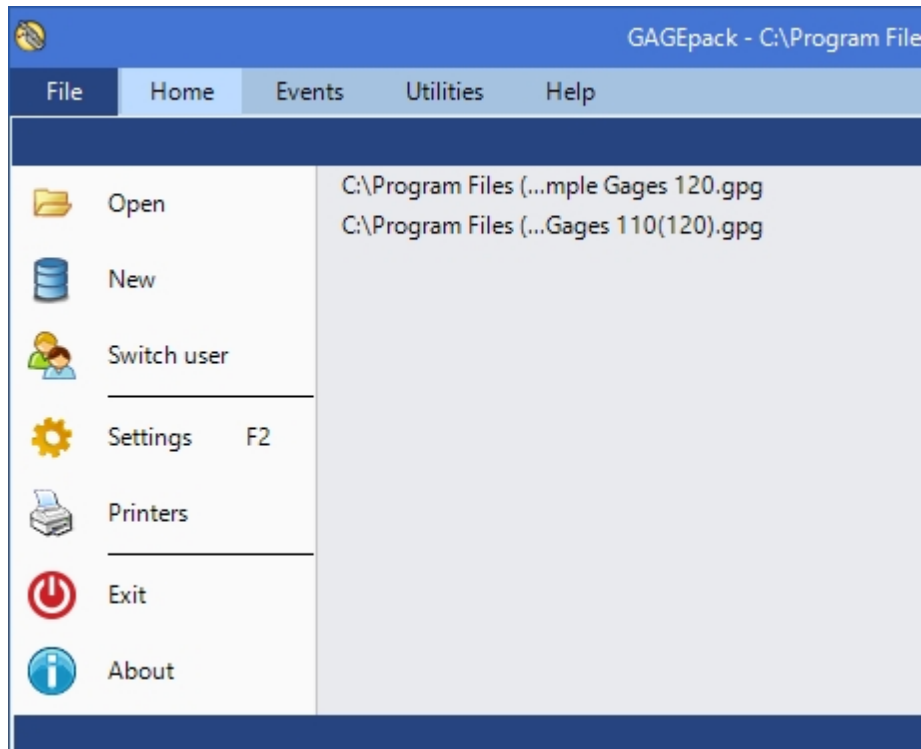 GAGEpack - C:\Program File
File Home Events Utilities Help
Open
New
Switch user
Settings F2
Printers
Exit
About
C:\Program Files (...mple Gages 120.gpg
C:\Program Files (...Gages 110(120).gpg